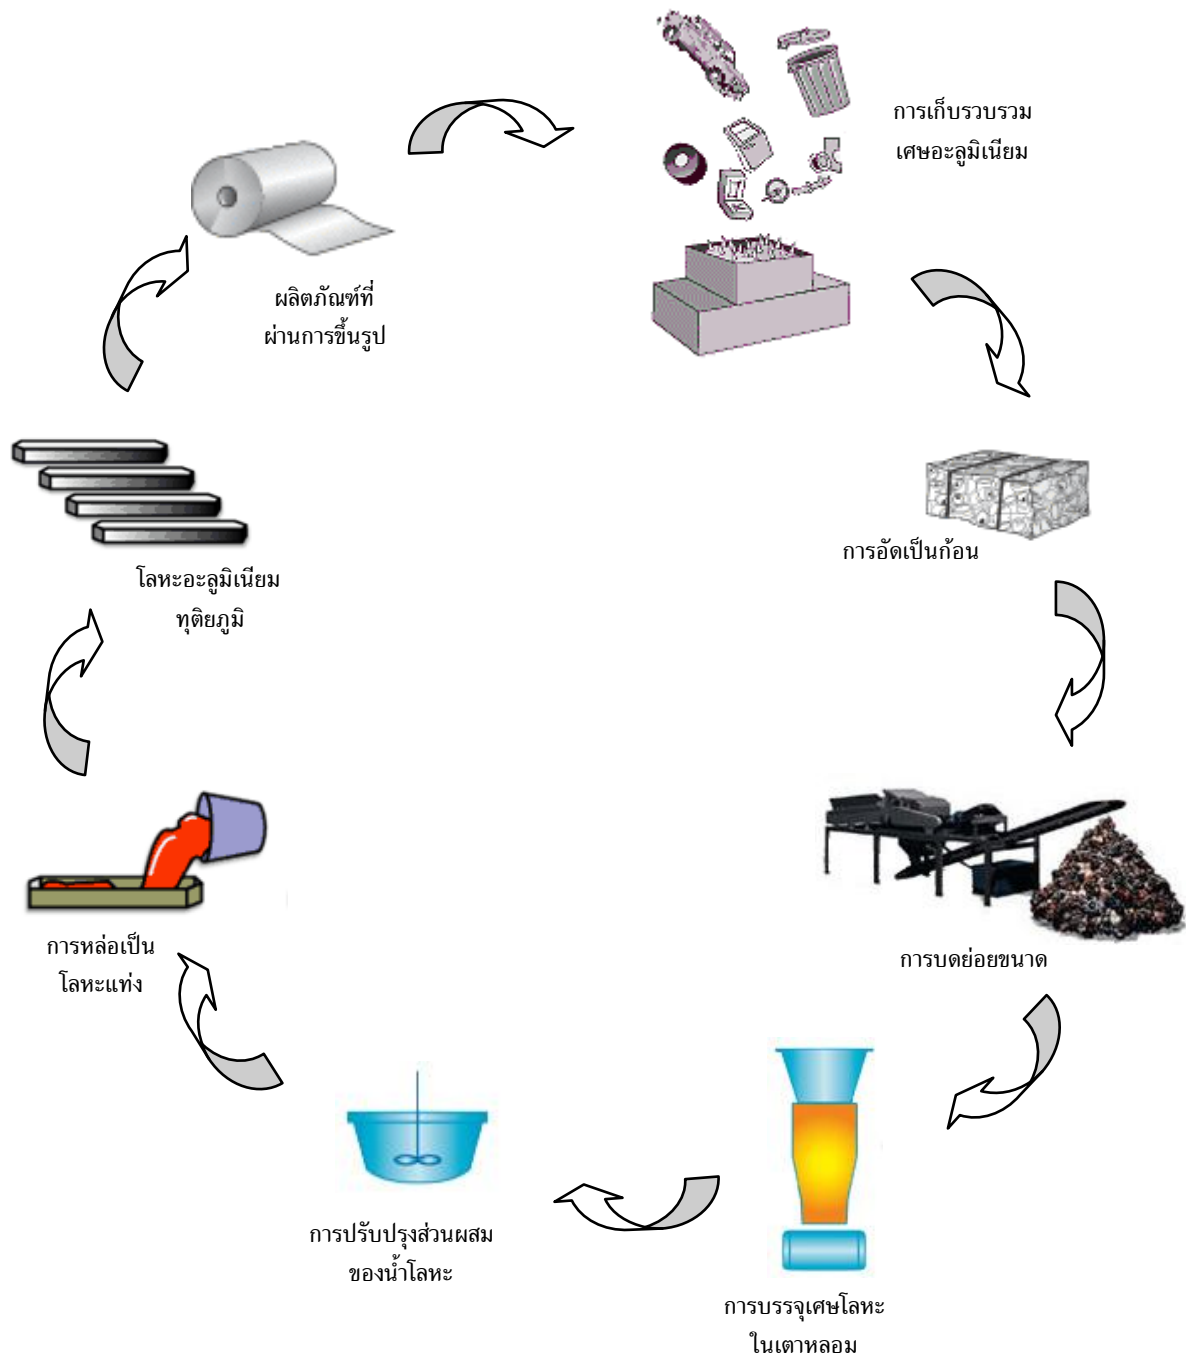 การเก็บรวบรวม
เศษอะลูมิเนียม
การอัดเป็นก้อน
การบดย่อยขนาด
การบรรจุเศษโลหะ
ในเตาหลอม
การปรับปรุงส่วนผสม
ของน้ำโลหะ
การหล่อเป็น
โลหะแท่ง
โลหะอะลูมิเนียม
ทุติยภูมิ
ผลิตภัณฑ์ที่
ผ่านการขึ้นรูป